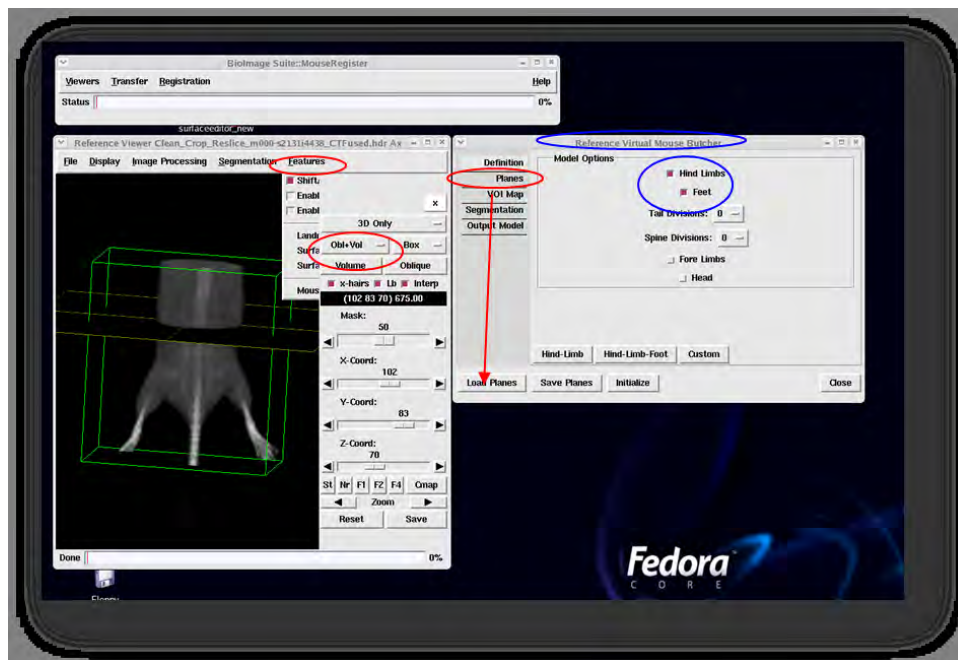 BioImage Suite::MouseRegister
Viewers Transfer Registration Help
Status 0%
surfaceeditor_new
Reference Viewer Clean_Crop_Reslice_m000-s2131i4438_CTFused.hdr Ax
File Display Image Processing Segmentation Features
Shift
Enabl
Enabl
x
3D Only
Land
Obl+Vol Box
Surfa
Surfa Volume Oblique
x-hairs Lb Interp
Mous
(102 83 70) 675.00
Mask:
50
X-Coord:
102
Y-Coord:
83
Z-Coord:
70
St Nr F1 F2 F4 Cmap
Zoom
Reset Save
Done 0%
Floppy
Reference Virtual Mouse Butcher
Definition
Planes
VOI Map
Segmentation
Output Model
Model Options
Hind Limbs
Feet
Tail Divisions: 0
Spine Divisions: 0
Fore Limbs
Head
Hind-Limb Hind-Limb-Foot Custom
Load Planes Save Planes Initialize Close
Fedora
CORE